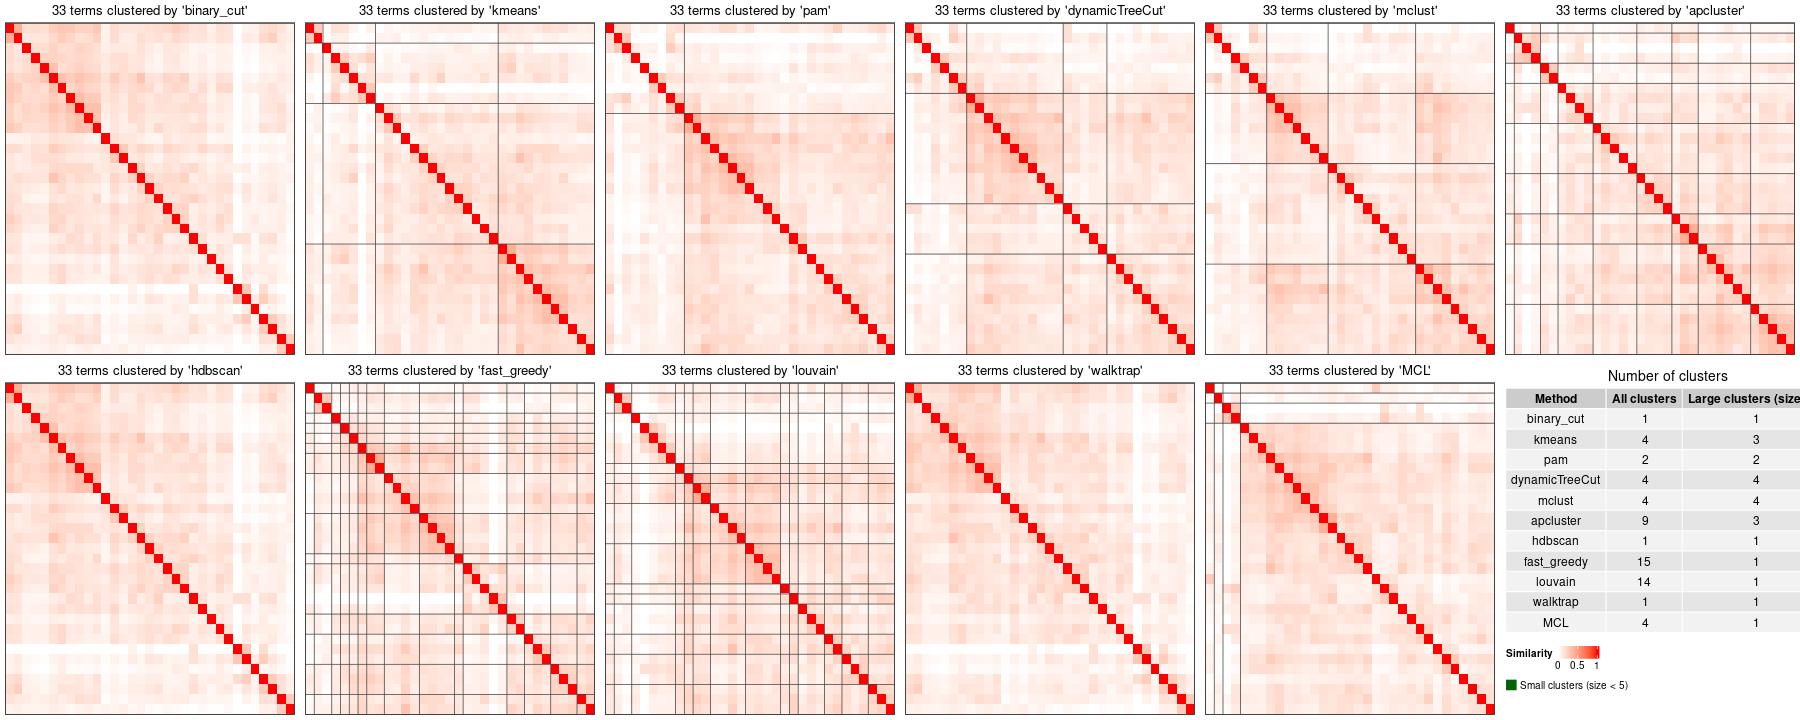 33 terms clustered by 'binary_cut'
33 terms clustered by 'kmeans'
33 terms clustered by 'pam'
33 terms clustered by 'dynamicTreeCut'
33 terms clustered by 'mclust'
33 terms clustered by 'apcluster'
33 terms clustered by 'hdbscan'
33 terms clustered by 'fast_greedy'
33 terms clustered by 'louvain'
33 terms clustered by 'walktrap'
33 terms clustered by 'MCL'
Number of clusters
Method All clusters Large clusters (size
binary_cut 1 1
kmeans 4 3
pam 2 2
dynamicTreeCut 4 4
mclust 4 4
apcluster 9 3
hdbscan 1 1
fast_greedy 15 1
louvain 14 1
walktrap 1 1
MCL 4 1
Similarity
0 0.5 1
Small clusters (size < 5)